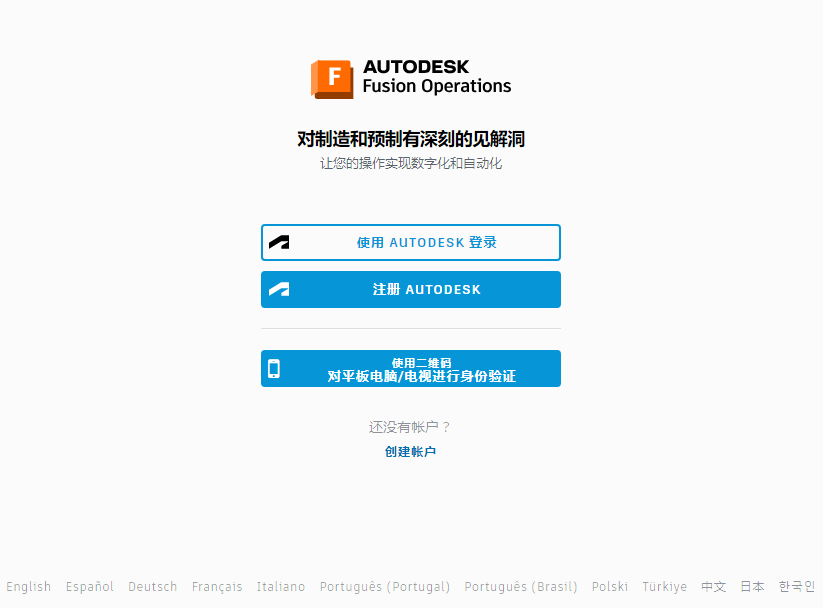 F
AUTODESK
Fusion Operations
对制造和预制有深刻的见解洞
让您的操作实现数字化和自动化
使用 AUTODESK 登录
注册 AUTODESK
使用二维码
对平板电脑/电视进行身份验证
还没有帐户？
创建帐户
English Español Deutsch Français Italiano Português (Portugal) Português (Brasil) Polski Türkiye 中文 日本 한국인